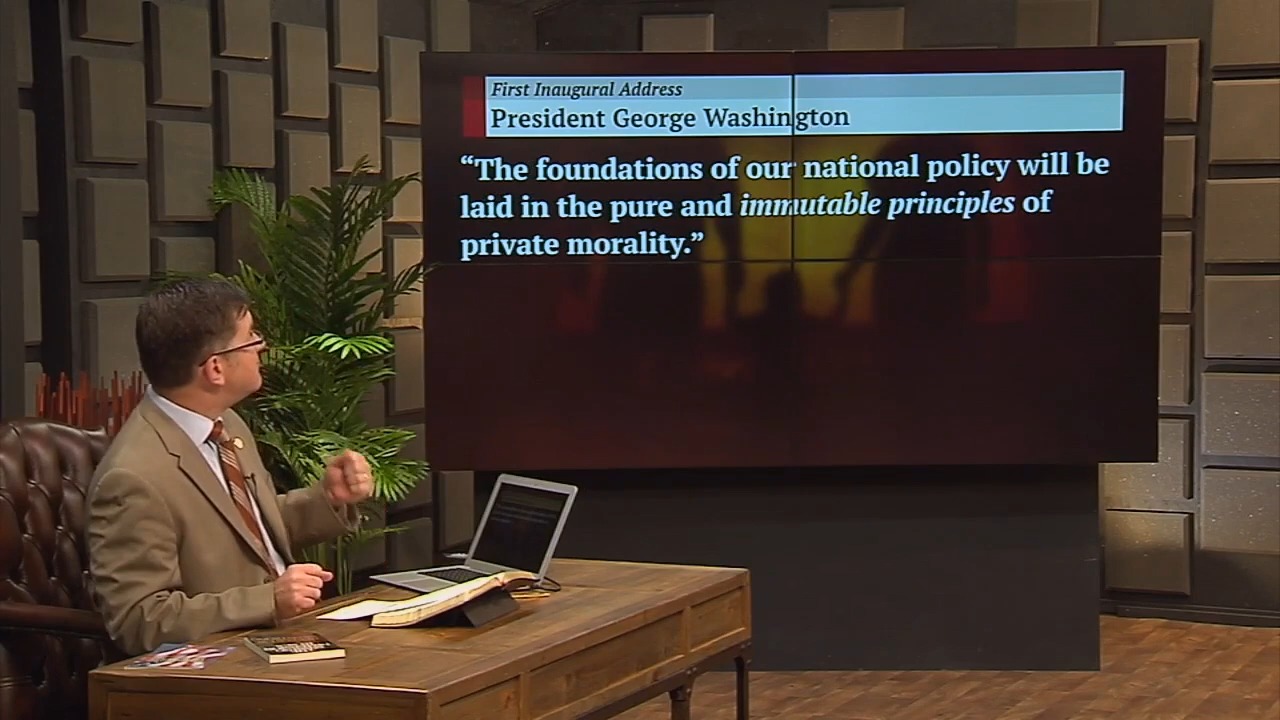 First Inaugural Address
President George Washington
“The foundations of our national policy will be
laid in the pure and immutable principles of
private morality.”